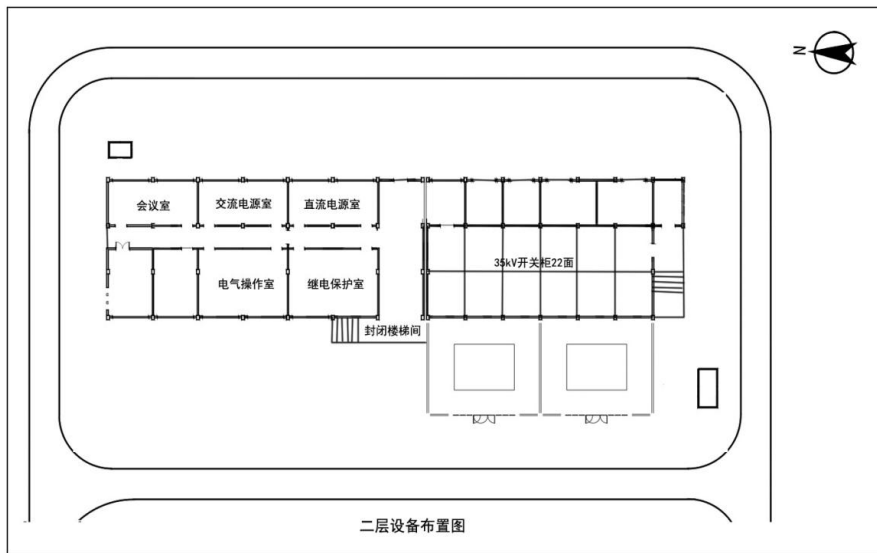 N
会议室
交流电源室
直流电源室
35kV开关柜22面
电气操作室
继电保护室
封闭楼梯间
二层设备布置图